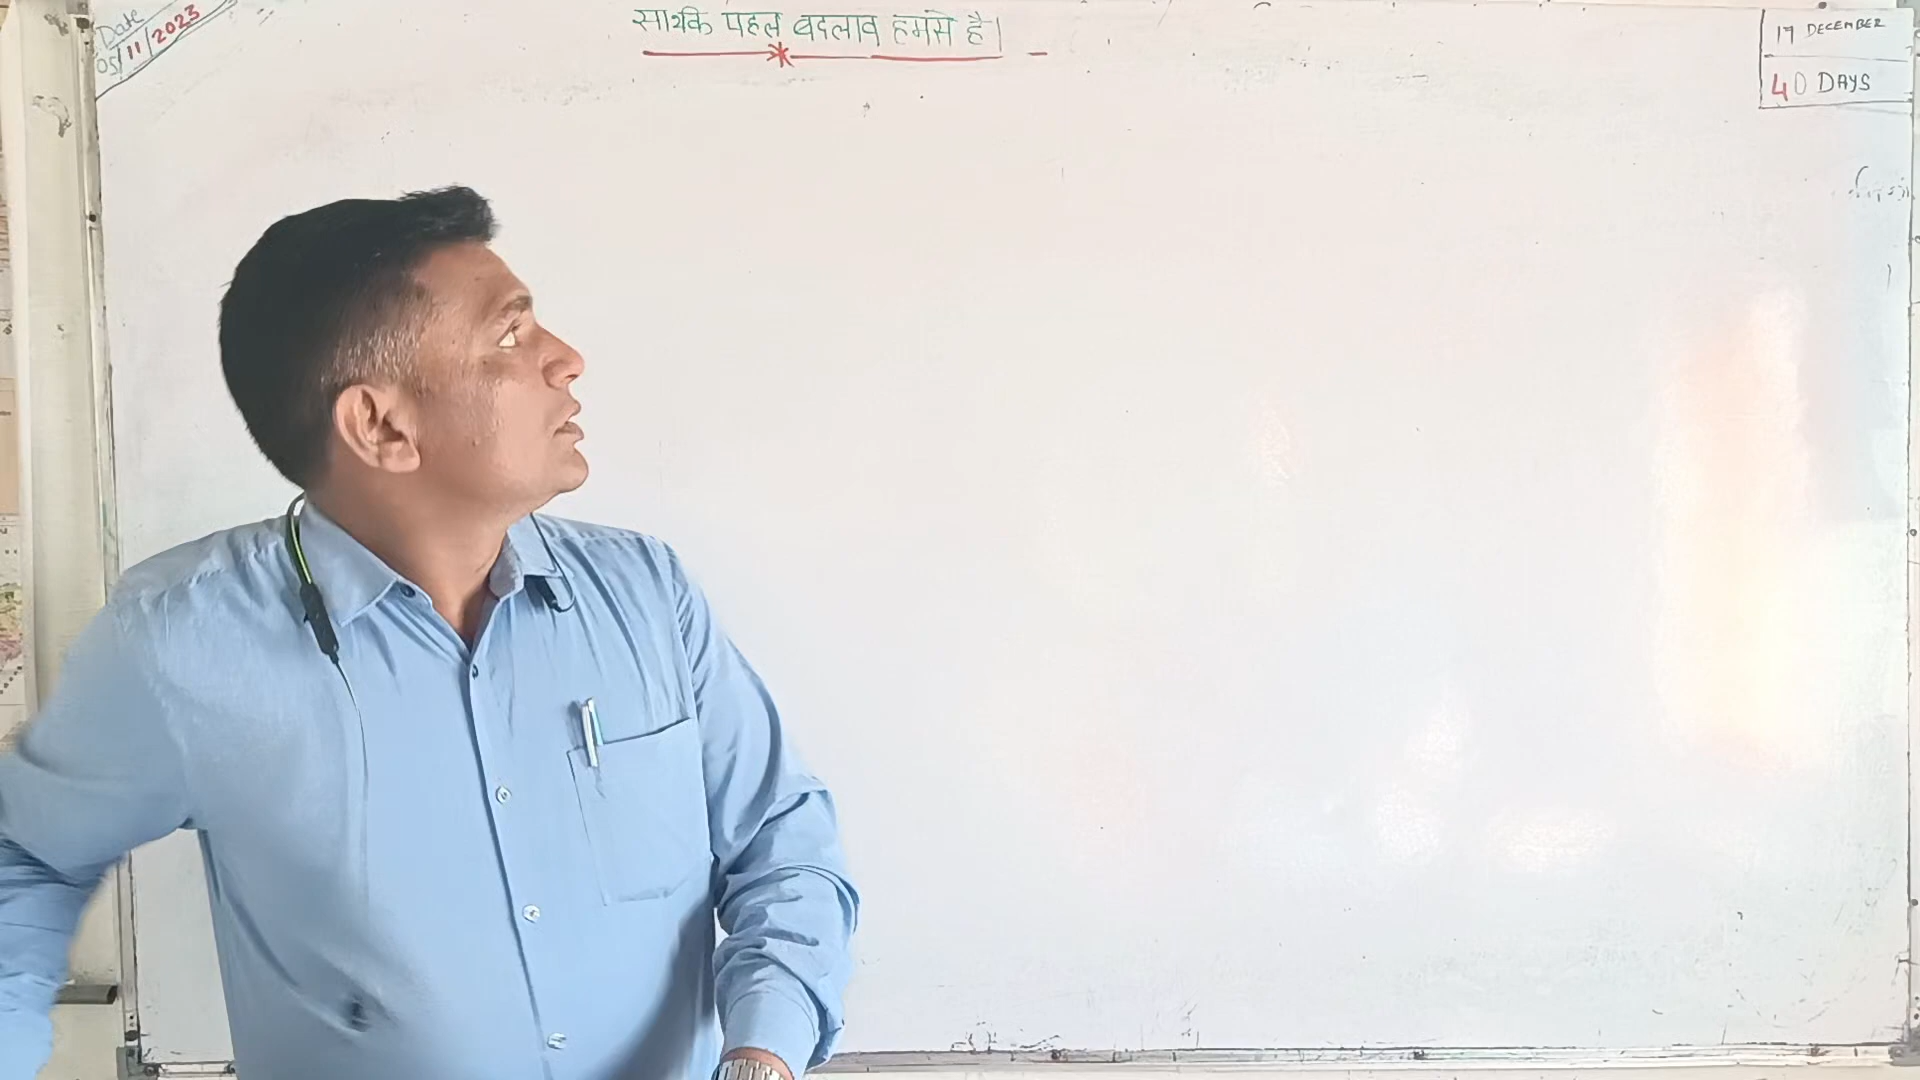 Date
05/11/2023
सार्थक पहल बदलाव हमसे है।
17 DECEMBER
40 DAYS